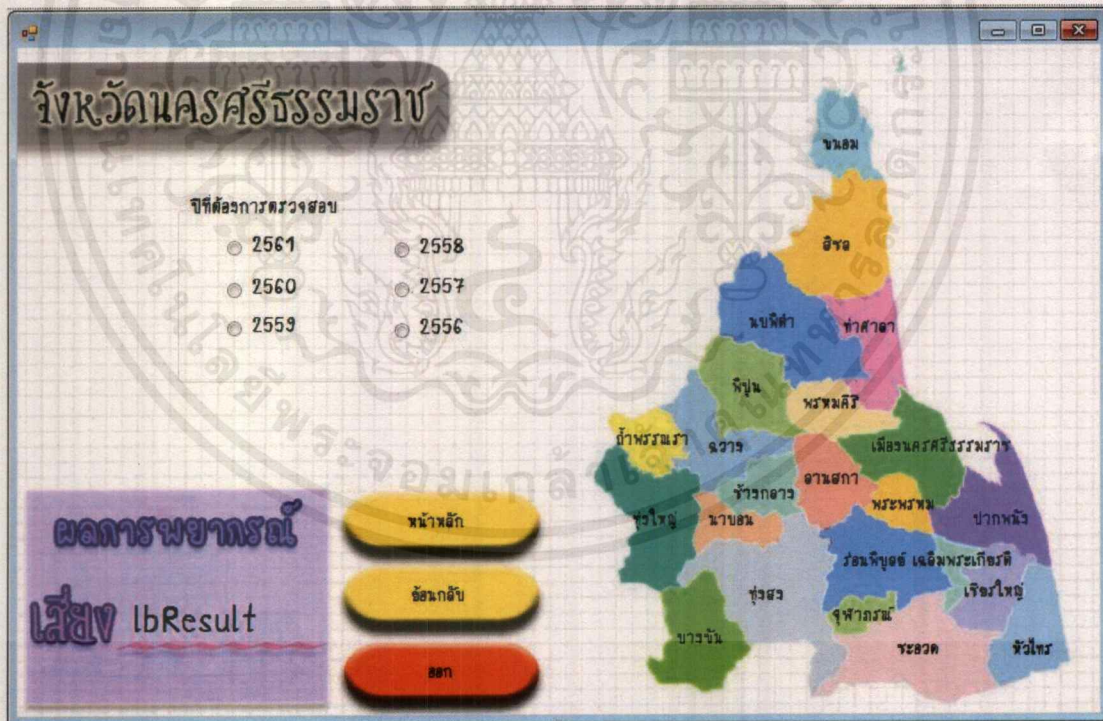 จังหวัดนครศรีธรรมราช
ปีที่ต้องการตรวจสอบ
2561
2558
2560
2557
2559
2556
ผลการพยากรณ์
เสี่ยง lbResult
หน้าหลัก
ย้อนกลับ
ออก
ขนอม
สิชล
นบพิตำ
ท่าศาลา
พิปูน
พรหมคีรี
ถ้ำพรรณรา
ฉวาง
เมืองนครศรีธรรมราช
ช้างกลาง
ลานสกา
พระพรหม
ปากพนัง
ทุ่งใหญ่
นาบอน
ร่อนพิบูลย์ เฉลิมพระเกียรติ
ทุ่งสง
เชียรใหญ่
จุฬาภรณ์
บางขัน
ชะอวด
หัวไทร